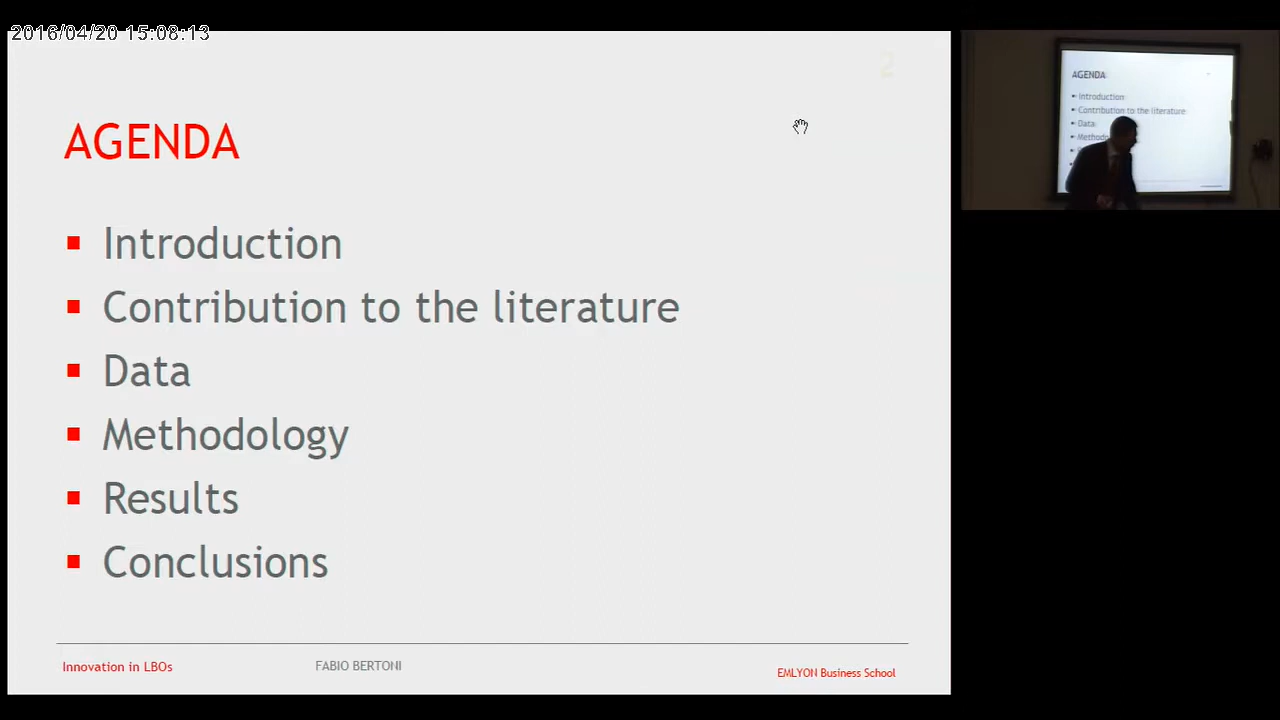 2016/04/20 15:08:13
2
AGENDA
Introduction
Contribution to the literature
Data
Methodology
Results
Conclusions
Innovation in LBOs
FABIO BERTONI
EMLYON Business School
AGENDA
Introduction
Contribution to the literature
Data